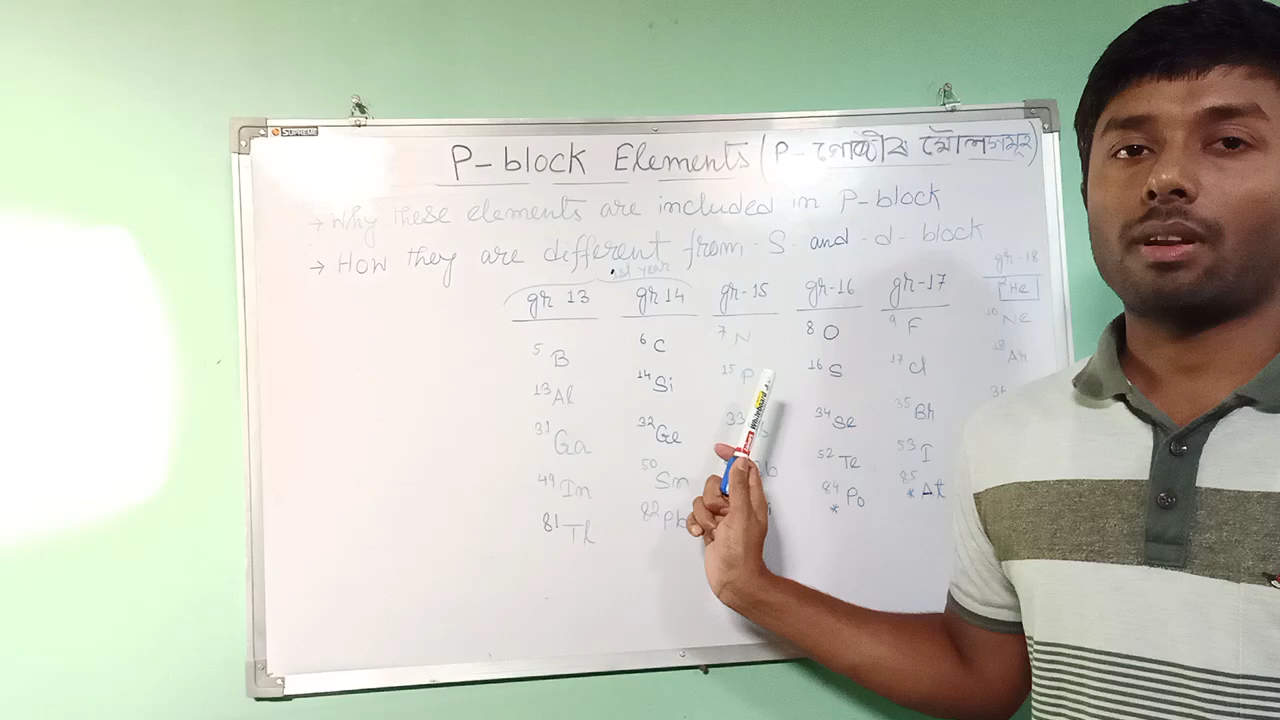 SUPREME
P-block Elements (P-গোষ্ঠীয় মৌলসমূহ)
→ Why these elements are included in P-block
→ How they are different from S and d-block
1st year
gr 13 gr 14 gr-15 gr-16 gr-17 gr-18
2He
5B 6C 7N 8O 9F 10Ne
13Al 14Si 15P 16S 17Cl 18Ar
31Ga 32Ge 33 34Se 35Br 36
49In 50Sn 52Te 53I
81Tl 82Pb 84Po * 85At *
Whiteboard